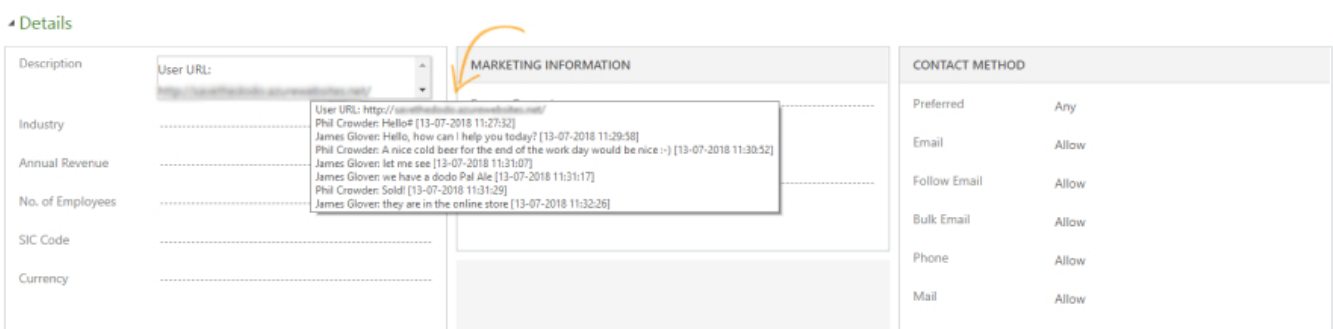 Details
Description
User URL:
MARKETING INFORMATION
CONTACT METHOD
User URL: http://
Phil Crowder: Hello# [13-07-2018 11:27:32]
James Glover: Hello, how can I help you today? [13-07-2018 11:29:58]
Phil Crowder: A nice cold beer for the end of the work day would be nice :-) [13-07-2018 11:30:52]
James Glover: let me see [13-07-2018 11:31:07]
James Glover: we have a dodo Pal Ale [13-07-2018 11:31:17]
Phil Crowder: Sold! [13-07-2018 11:31:29]
James Glover: they are in the online store [13-07-2018 11:32:26]
Industry
Annual Revenue
No. of Employees
SIC Code
Currency
Preferred Any
Email Allow
Follow Email Allow
Bulk Email Allow
Phone Allow
Mail Allow